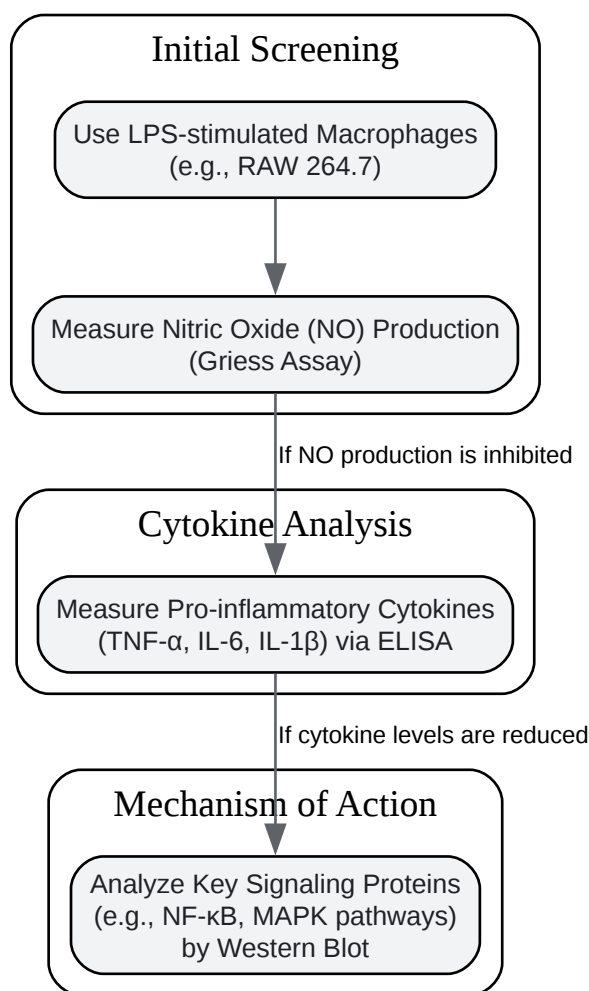 Initial Screening
Use LPS-stimulated Macrophages
(e.g., RAW 264.7)
Measure Nitric Oxide (NO) Production
(Griess Assay)
If NO production is inhibited
Cytokine Analysis
Measure Pro-inflammatory Cytokines
(TNF-α, IL-6, IL-1β) via ELISA
If cytokine levels are reduced
Mechanism of Action
Analyze Key Signaling Proteins
(e.g., NF-κB, MAPK pathways)
by Western Blot